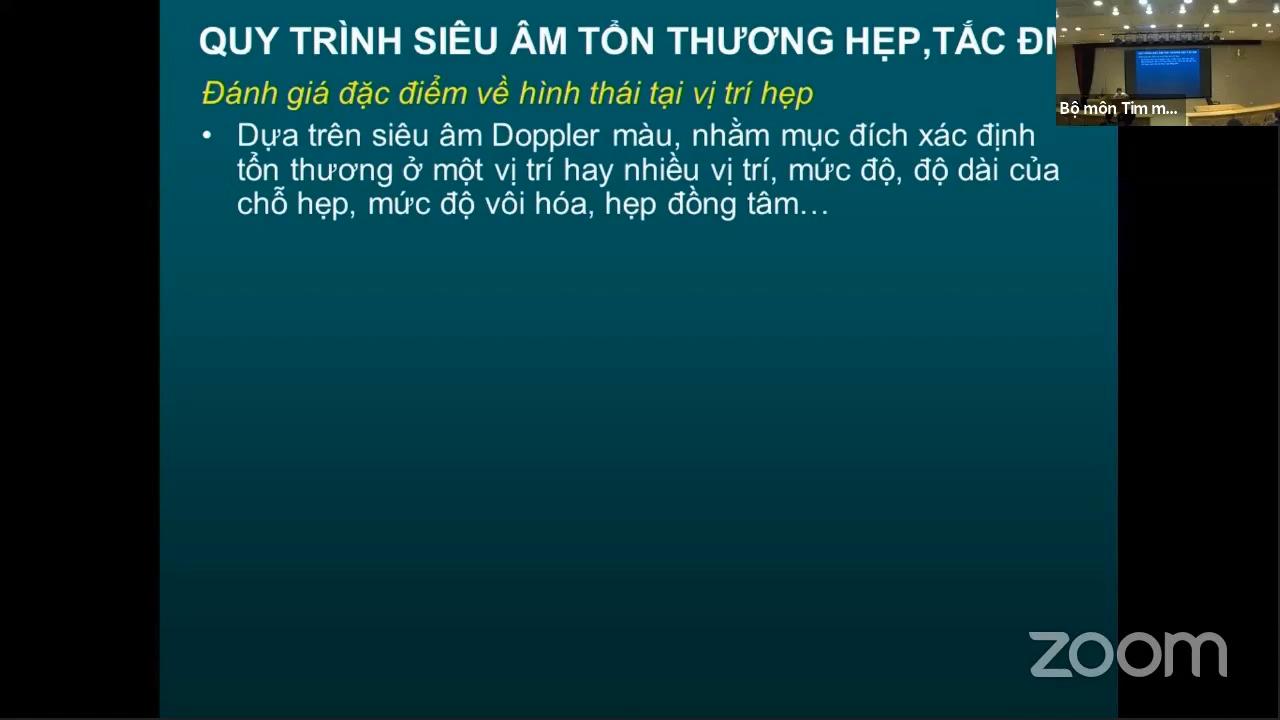 QUY TRÌNH SIÊU ÂM TỔN THƯƠNG HẸP,TẮC ĐM
Đánh giá đặc điểm về hình thái tại vị trí hẹp
• Dựa trên siêu âm Doppler màu, nhằm mục đích xác định
tổn thương ở một vị trí hay nhiều vị trí, mức độ, độ dài của
chỗ hẹp, mức độ vôi hóa, hẹp đồng tâm…
Bộ môn Tim m...
zoom